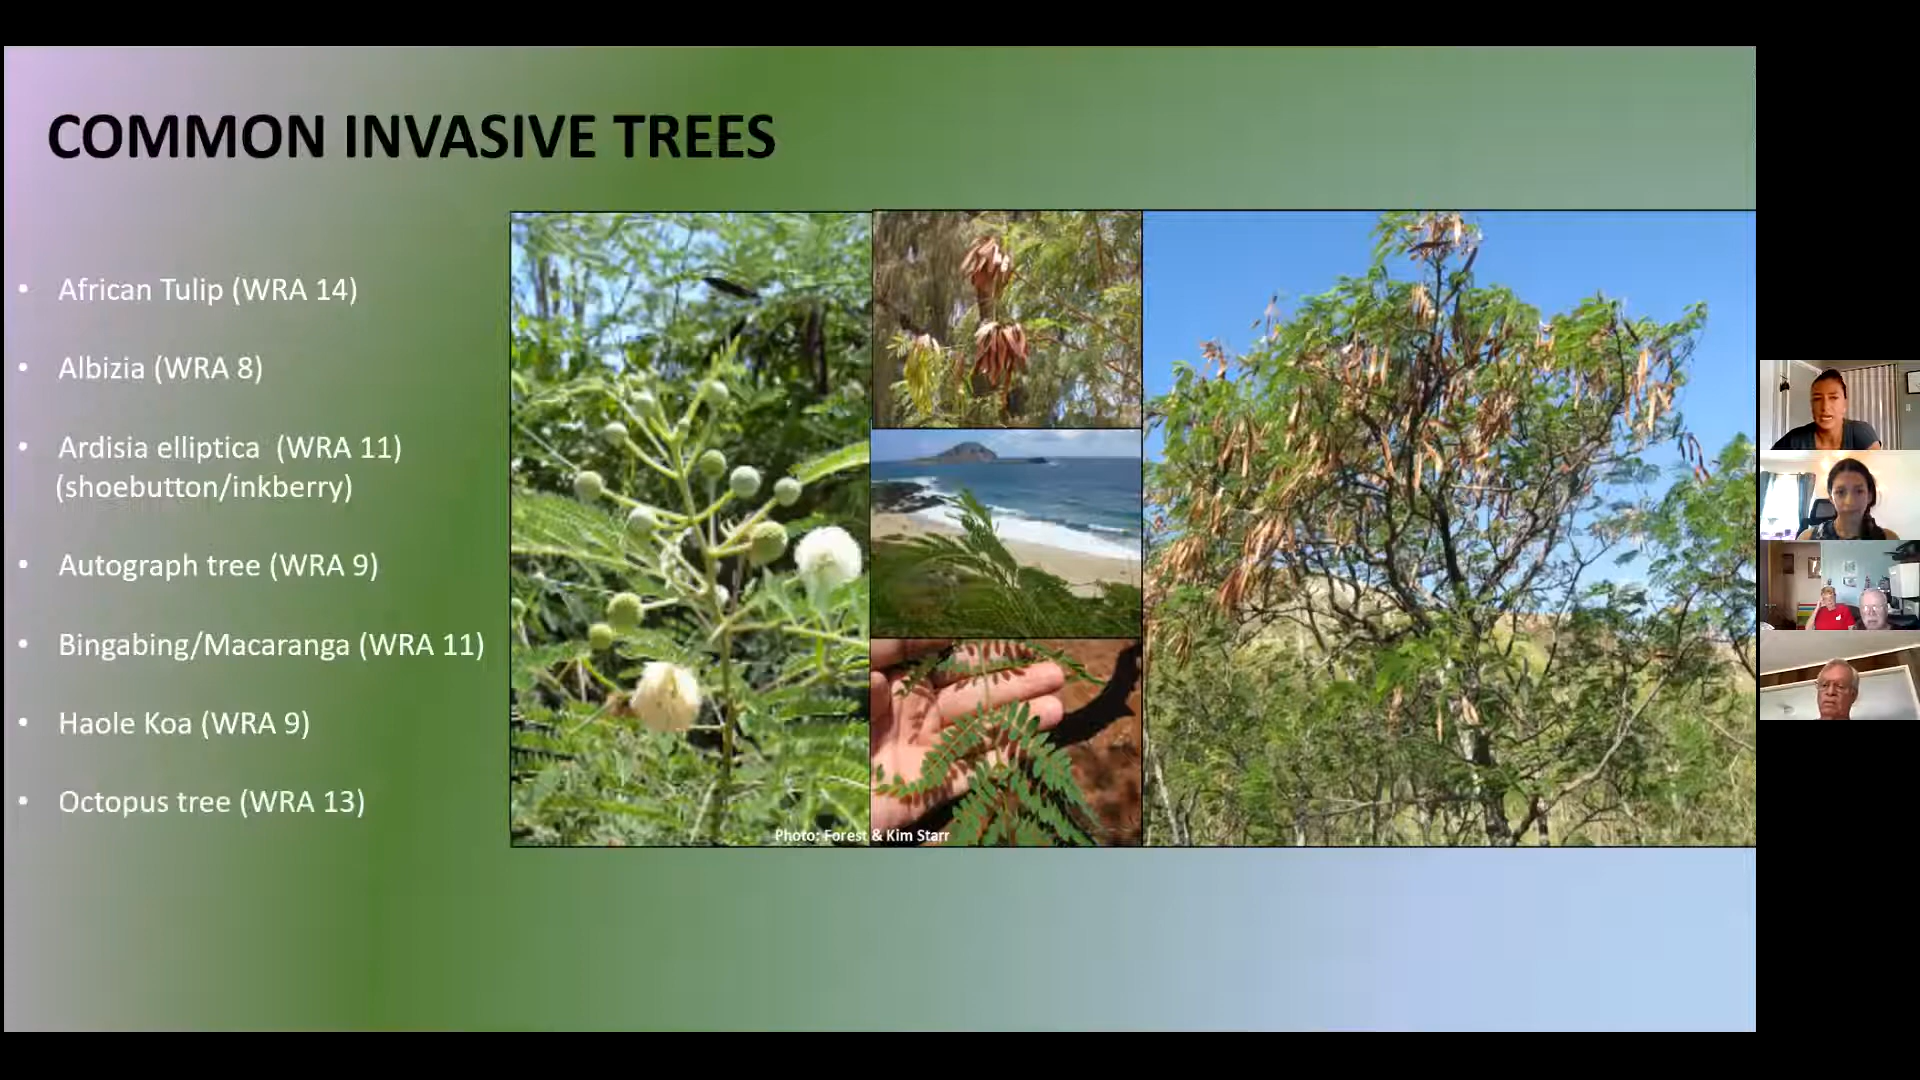 COMMON INVASIVE TREES
• African Tulip (WRA 14)
• Albizia (WRA 8)
• Ardisia elliptica (WRA 11)
(shoebutton/inkberry)
• Autograph tree (WRA 9)
• Bingabing/Macaranga (WRA 11)
• Haole Koa (WRA 9)
• Octopus tree (WRA 13)
Photo: Forest & Kim Starr